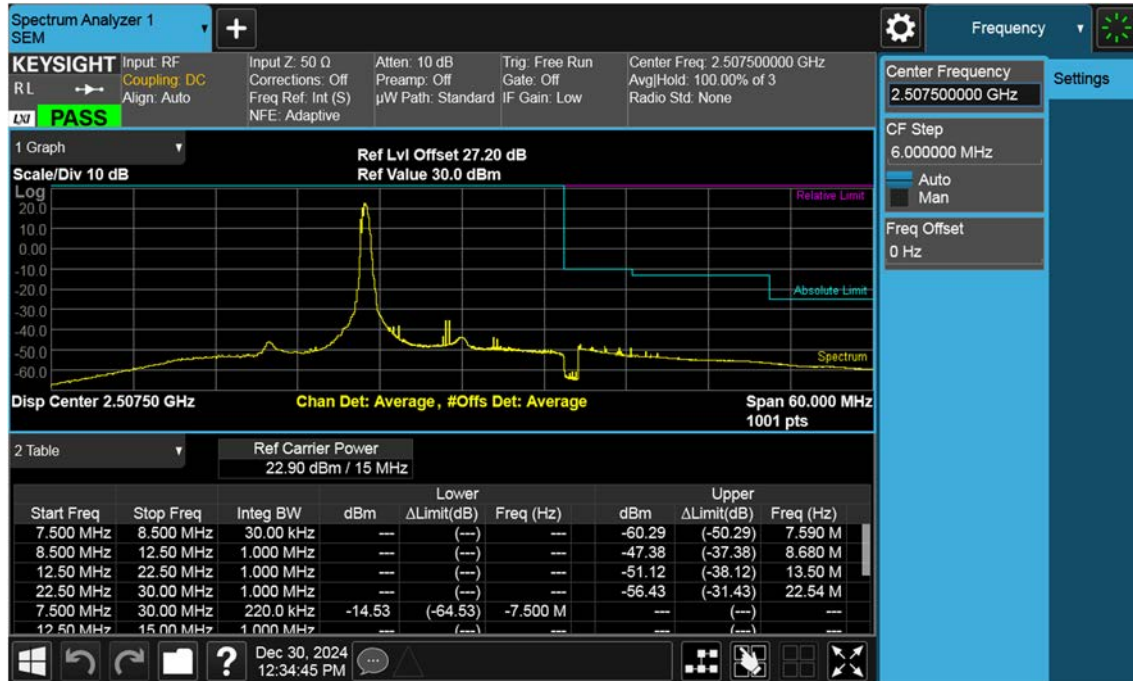 Spectrum Analyzer 1
SEM
Frequency
KEYSIGHT
R L
LXI PASS
Input: RF
Coupling: DC
Align: Auto
Input Z: 50 Ω
Corrections: Off
Freq Ref: Int (S)
NFE: Adaptive
Atten: 10 dB
Preamp: Off
µW Path: Standard
Trig: Free Run
Gate: Off
IF Gain: Low
Center Freq: 2.507500000 GHz
Avg|Hold: 100.00% of 3
Radio Std: None
Center Frequency
2.507500000 GHz
Settings
CF Step
6.000000 MHz
Auto
Man
Freq Offset
0 Hz
1 Graph
Scale/Div 10 dB
Ref Lvl Offset 27.20 dB
Ref Value 30.0 dBm
Log
20.0
10.0
0.00
-10.0
-20.0
-30.0
-40.0
-50.0
-60.0
Relative Limit
Absolute Limit
Spectrum
Disp Center 2.50750 GHz
Chan Det: Average, #Offs Det: Average
Span 60.000 MHz
1001 pts
2 Table
Ref Carrier Power
22.90 dBm / 15 MHz
Lower Upper
Start Freq Stop Freq Integ BW dBm ΔLimit(dB) Freq (Hz) dBm ΔLimit(dB) Freq (Hz)
7.500 MHz 8.500 MHz 30.00 kHz --- (---) --- -60.29 (-50.29) 7.590 M
8.500 MHz 12.50 MHz 1.000 MHz --- (---) --- -47.38 (-37.38) 8.680 M
12.50 MHz 22.50 MHz 1.000 MHz --- (---) --- -51.12 (-38.12) 13.50 M
22.50 MHz 30.00 MHz 1.000 MHz --- (---) --- -56.43 (-31.43) 22.54 M
7.500 MHz 30.00 MHz 220.0 kHz -14.53 (-64.53) -7.500 M --- (---) ---
12.50 MHz 15.00 MHz 1.000 MHz --- (---) --- --- (---) ---
?
Dec 30, 2024
12:34:45 PM